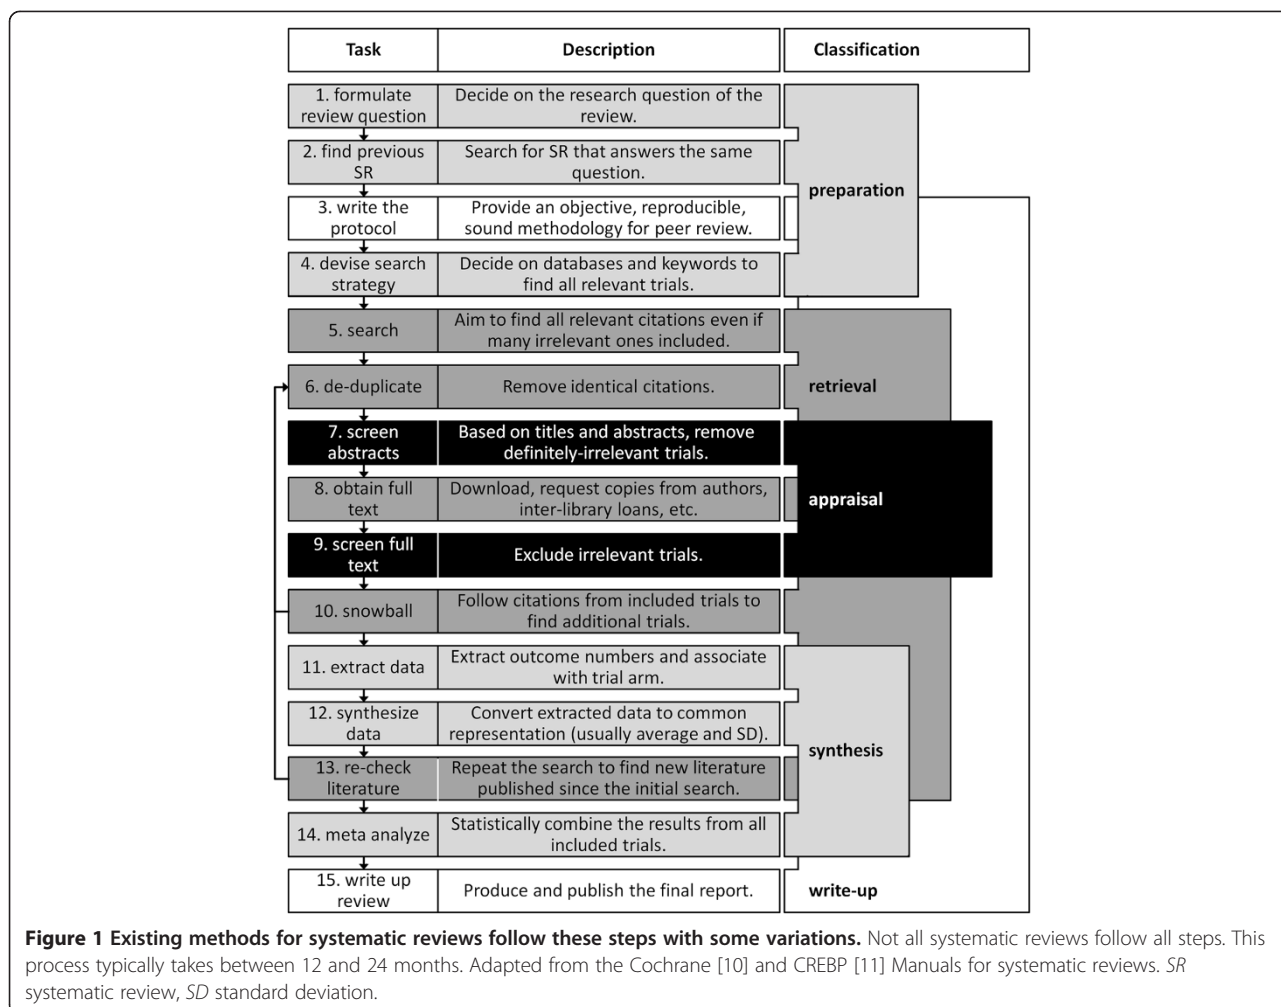 Task Description Classification
1. formulate
review question
Decide on the research question of the
review.
2. find previous
SR
Search for SR that answers the same
question.
preparation
3. write the
protocol
Provide an objective, reproducible,
sound methodology for peer review.
4. devise search
strategy
Decide on databases and keywords to
find all relevant trials.
5. search
Aim to find all relevant citations even if
many irrelevant ones included.
6. de-duplicate
Remove identical citations.
retrieval
7. screen
abstracts
Based on titles and abstracts, remove
definitely-irrelevant trials.
8. obtain full
text
Download, request copies from authors,
inter-library loans, etc.
appraisal
9. screen full
text
Exclude irrelevant trials.
10. snowball
Follow citations from included trials to
find additional trials.
11. extract data
Extract outcome numbers and associate
with trial arm.
12. synthesize
data
Convert extracted data to common
representation (usually average and SD).
synthesis
13. re-check
literature
Repeat the search to find new literature
published since the initial search.
14. meta analyze
Statistically combine the results from all
included trials.
15. write up
review
Produce and publish the final report.
write-up
Figure 1 Existing methods for systematic reviews follow these steps with some variations. Not all systematic reviews follow all steps. This
process typically takes between 12 and 24 months. Adapted from the Cochrane [10] and CREBP [11] Manuals for systematic reviews. SR
systematic review, SD standard deviation.